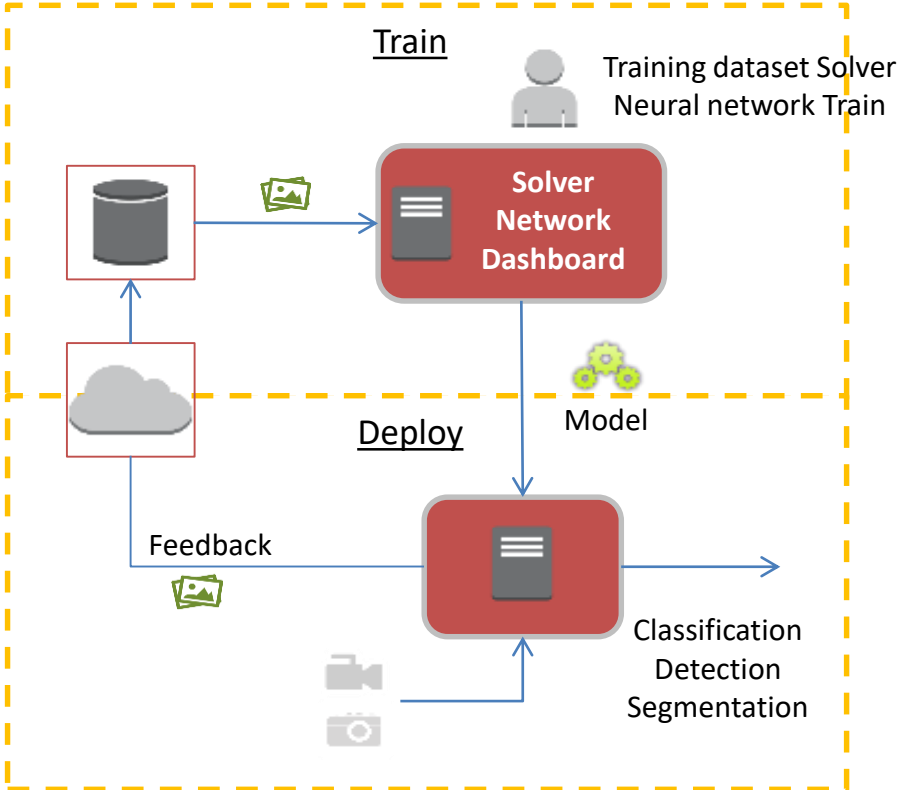 Train
Training dataset Solver
Neural network Train
Solver
Network
Dashboard
Model
Deploy
Feedback
Classification
Detection
Segmentation